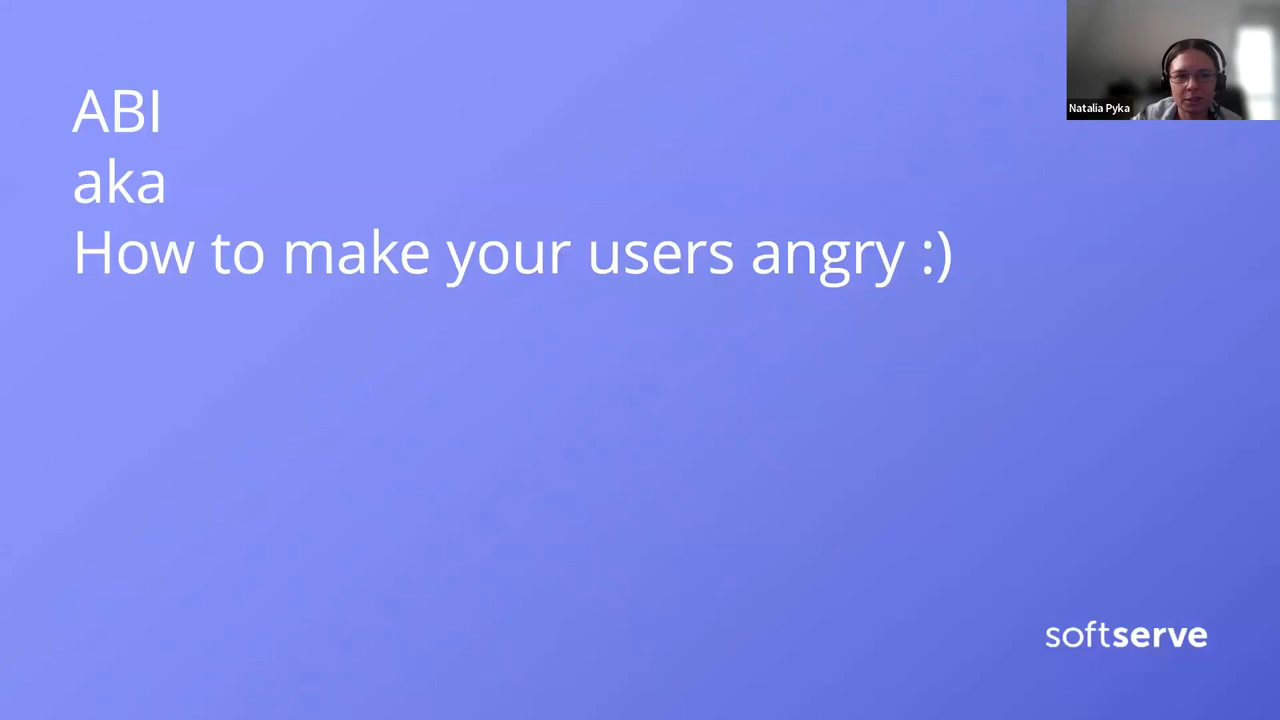 ABI
aka
How to make your users angry :)
Natalia Pyka
softserve